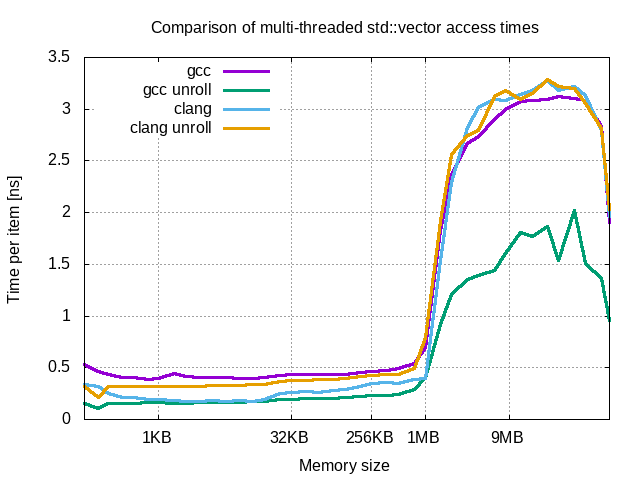 Comparison of multi-threaded std::vector access times
gcc
gcc unroll
clang
clang unroll
Time per item [ns]
3.5
3
2.5
2
1.5
1
0.5
0
1KB 32KB 256KB 1MB 9MB
Memory size